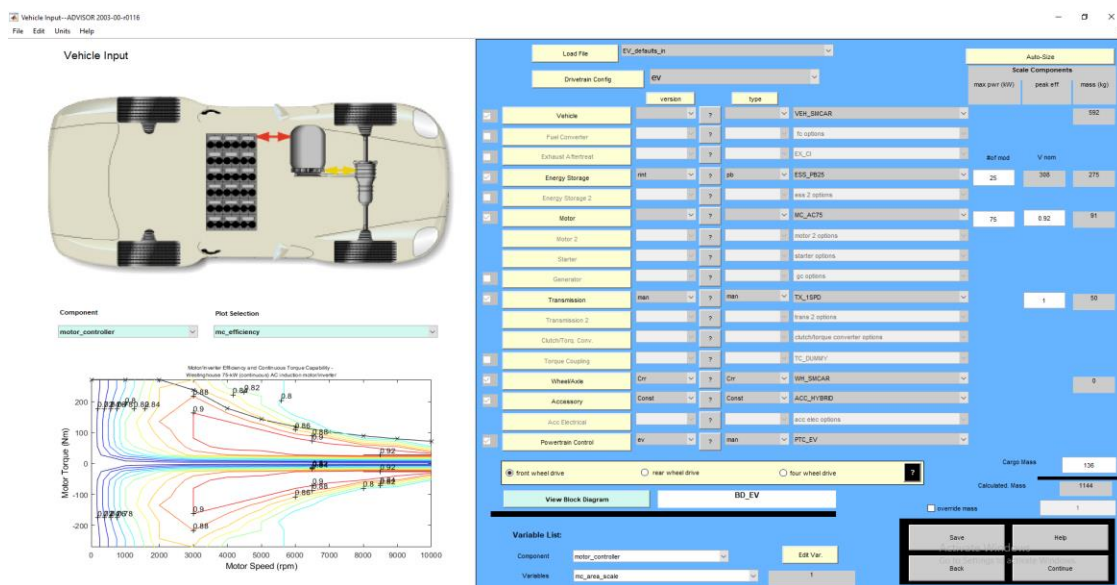 Vehicle Input--ADVISOR 2003-00-r0116
File Edit Units Help
Vehicle Input
Component
Plot Selection
motor_controller
mc_efficiency
Motor/Inverter Efficiency and Continuous Torque Capability -
Westinghouse 75-kW (continuous) AC induction motor/inverter
Motor Torque (Nm)
200
100
0
-100
-200
0 1000 2000 3000 4000 5000 6000 7000 8000 9000 10000
Motor Speed (rpm)
Load File EV_defaults_in
Auto-Size
Drivetrain Config ev
Scale Components
max pwr (kW) peak eff mass (kg)
version type
Vehicle ? VEH_SMCAR 592
Fuel Converter ? fc options
Exhaust Aftertreat ? EX_CI
#of mod V nom
Energy Storage rint ? pb ESS_PB25 25 308 275
Energy Storage 2 ? ess 2 options
Motor ? MC_AC75 75 0.92 91
Motor 2 ? motor 2 options
Starter ? starter options
Generator ? gc options
Transmission man ? man TX_1SPD 1 50
Transmission 2 ? trans 2 options
Clutch/Torq. Conv. ? clutch/torque converter options
Torque Coupling ? TC_DUMMY
Wheel/Axle Crr ? Crr WH_SMCAR 0
Accessory Const ? Const ACC_HYBRID
Acc Electrical ? acc elec options
Powertrain Control ev ? man PTC_EV
front wheel drive rear wheel drive four wheel drive ?
Cargo Mass 136
View Block Diagram BD_EV
Calculated. Mass 1144
override mass 1
Variable List:
Component motor_controller Edit Var.
Variables mc_area_scale 1
Save Help
Back Continue